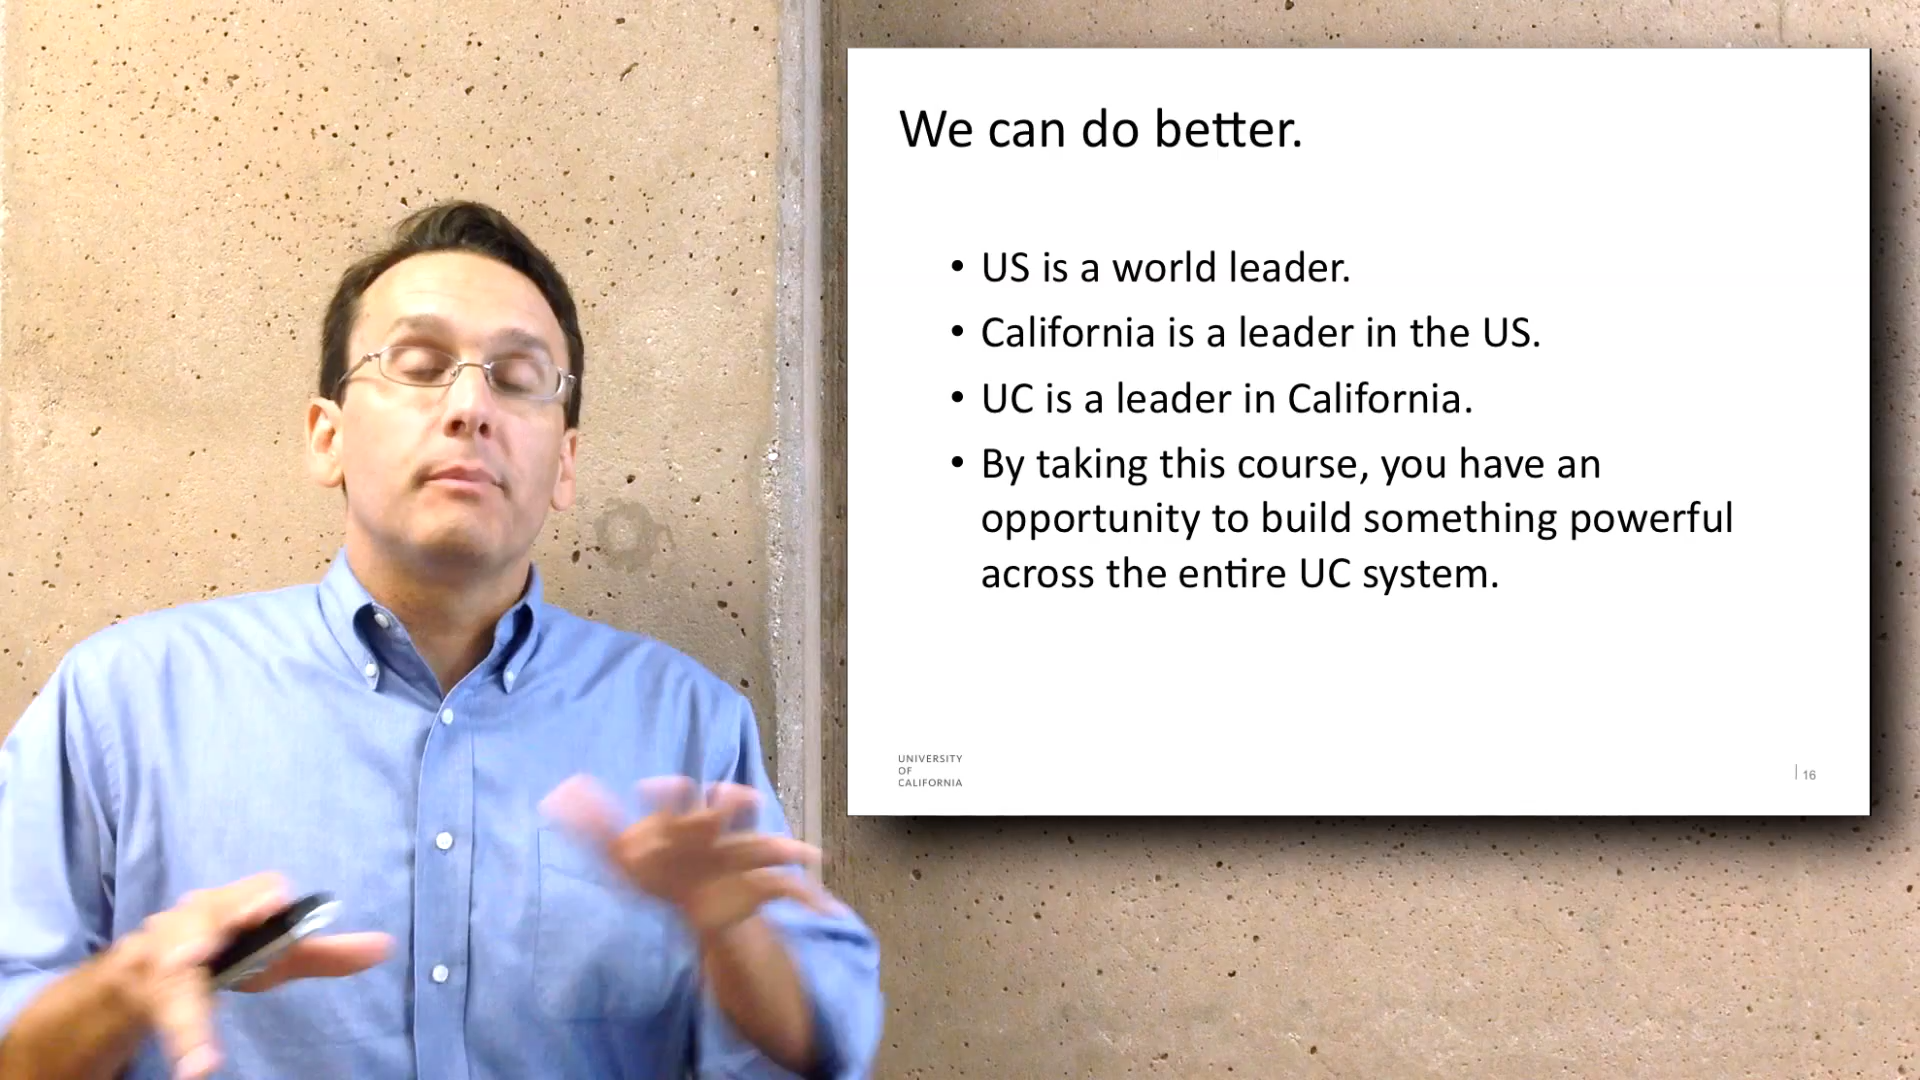 We can do better.
• US is a world leader.
• California is a leader in the US.
• UC is a leader in California.
• By taking this course, you have an
opportunity to build something powerful
across the entire UC system.
UNIVERSITY
OF
CALIFORNIA
| 16